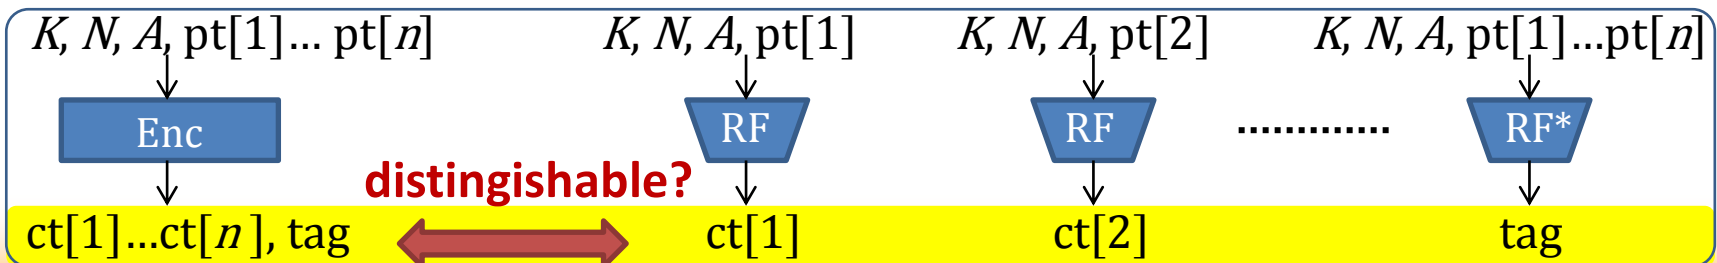 K, N, A, pt[1]... pt[n] K, N, A, pt[1] K, N, A, pt[2] K, N, A, pt[1]...pt[n]
Enc RF RF ............. RF*
distingishable?
ct[1]...ct[n], tag ct[1] ct[2] tag